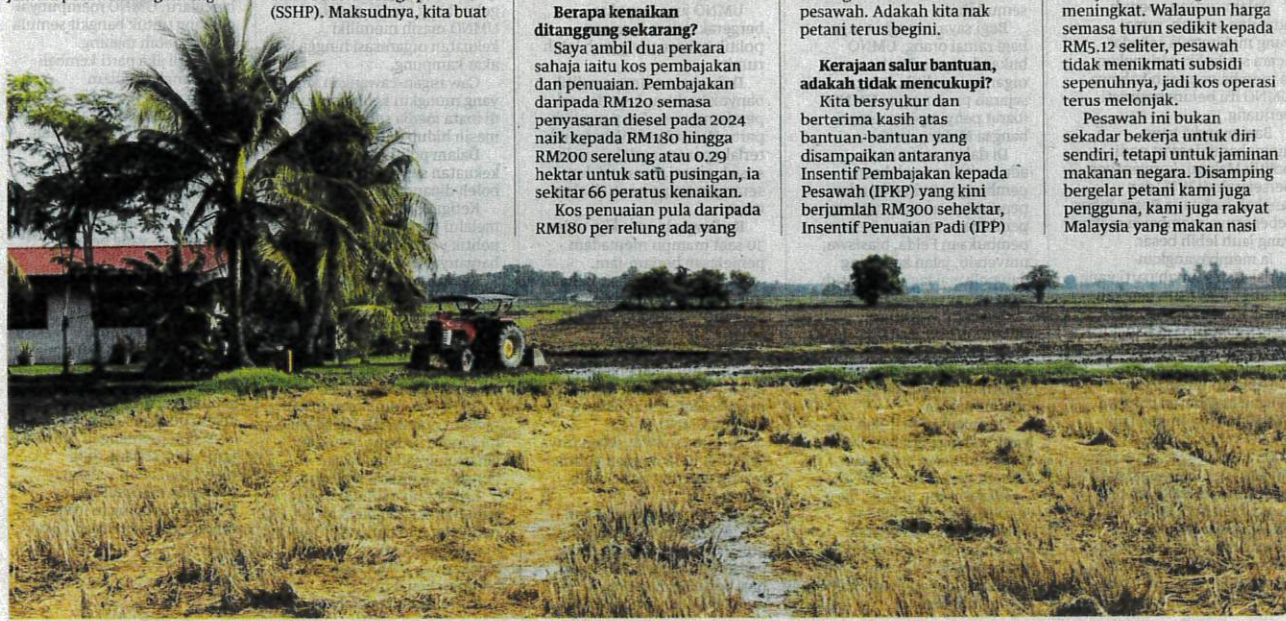 (SSHP). Maksudnya, kita buat
Berapa kenaikan
ditanggung sekarang?
Saya ambil dua perkara
sahaja iaitu kos pembajakan
dan penuaian. Pembajakan
daripada RM120 semasa
penyasaran diesel pada 2024
naik kepada RM180 hingga
RM200 serelung atau 0.29
hektar untuk satu pusingan, ia
sekitar 66 peratus kenaikan.
Kos penuaian pula daripada
RM180 per relung ada yang
pesawah. Adakah kita nak
petani terus begini.
Kerajaan salur bantuan,
adakah tidak mencukupi?
Kita bersyukur dan
berterima kasih atas
bantuan-bantuan yang
disampaikan antaranya
Insentif Pembajakan kepada
Pesawah (IPKP) yang kini
berjumlah RM300 sehektar,
Insentif Penuaian Padi (IPP)
meningkat. Walaupun harga
semasa turun sedikit kepada
RM5.12 seliter, pesawah
tidak menikmati subsidi
sepenuhnya, jadi kos operasi
terus melonjak.
Pesawah ini bukan
sekadar bekerja untuk diri
sendiri, tetapi untuk jaminan
makanan negara. Disamping
bergelar petani kami juga
pengguna, kami juga rakyat
Malaysia yang makan nasi